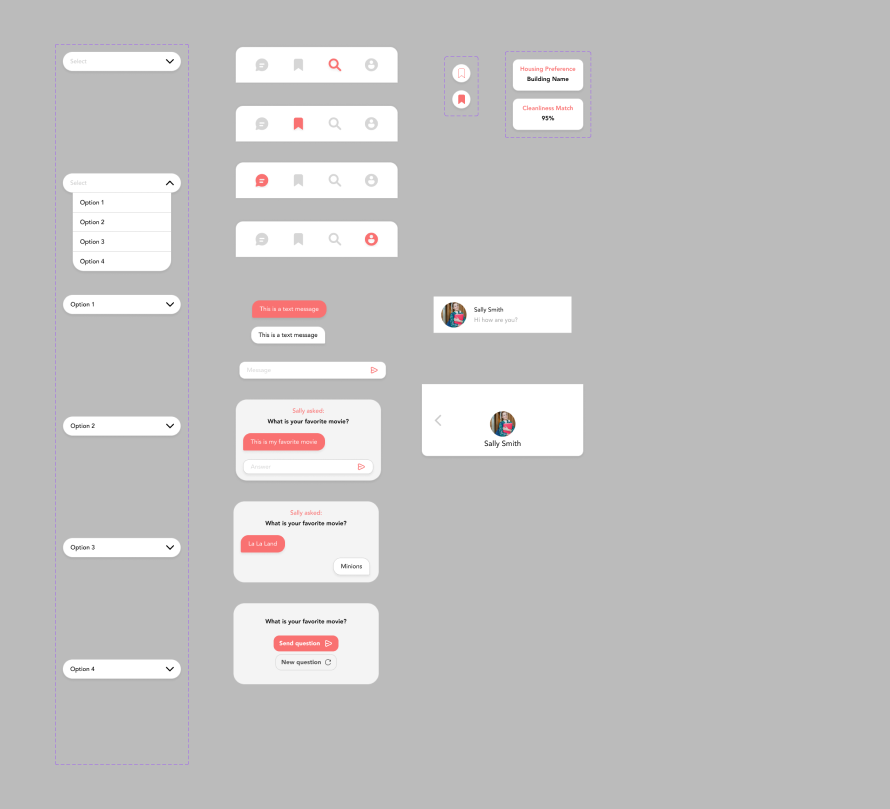 Select
Select
Option 1
Option 2
Option 3
Option 4
Option 1
Option 2
Option 3
Option 4
This is a text message
This is a text message
Message
Sally asked:
What is your favorite movie?
This is my favorite movie
Answer
Sally asked:
What is your favorite movie?
La La Land
Minions
What is your favorite movie?
Send question
New question
Housing Preference
Building Name
Cleanliness Match
95%
Sally Smith
Hi how are you?
Sally Smith